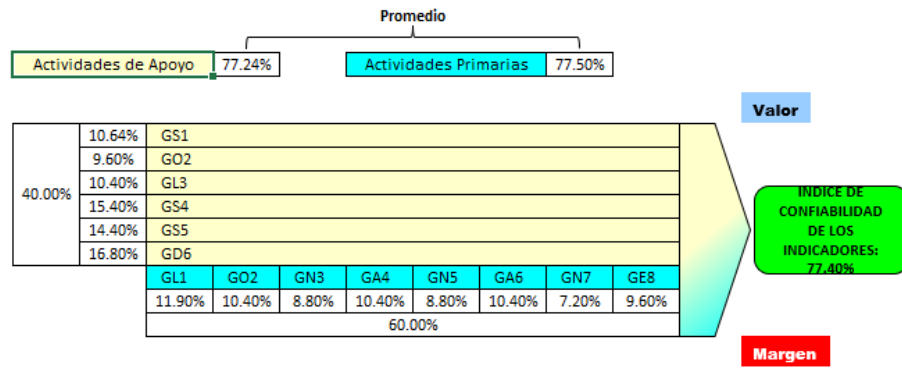 Promedio
Actividades de Apoyo 77.24% Actividades Primarias 77.50%
Valor
10.64% GS1
9.60% GO2
10.40% GL3
40.00%
15.40% GS4
14.40% GS5
16.80% GD6
INDICE DE
CONFIABILIDAD
DE LOS
INDICADORES:
77.40%
GL1 GO2 GN3 GA4 GN5 GA6 GN7 GE8
11.90% 10.40% 8.80% 10.40% 8.80% 10.40% 7.20% 9.60%
60.00%
Margen